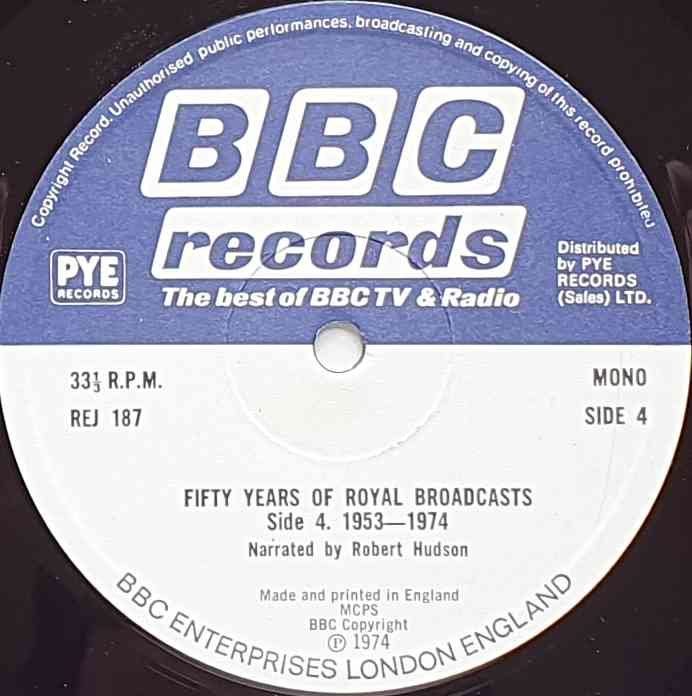 Copyright Record. Unauthorised public performances, broadcasting and copying of this record prohibited
BBC
records
The best of BBC TV & Radio
PYE
RECORDS
Distributed
by PYE
RECORDS
(Sales) LTD.
33⅓ R.P.M.
MONO
REJ 187
SIDE 4
FIFTY YEARS OF ROYAL BROADCASTS
Side 4. 1953—1974
Narrated by Robert Hudson
Made and printed in England
MCPS
BBC Copyright
℗ 1974
BBC ENTERPRISES LONDON ENGLAND